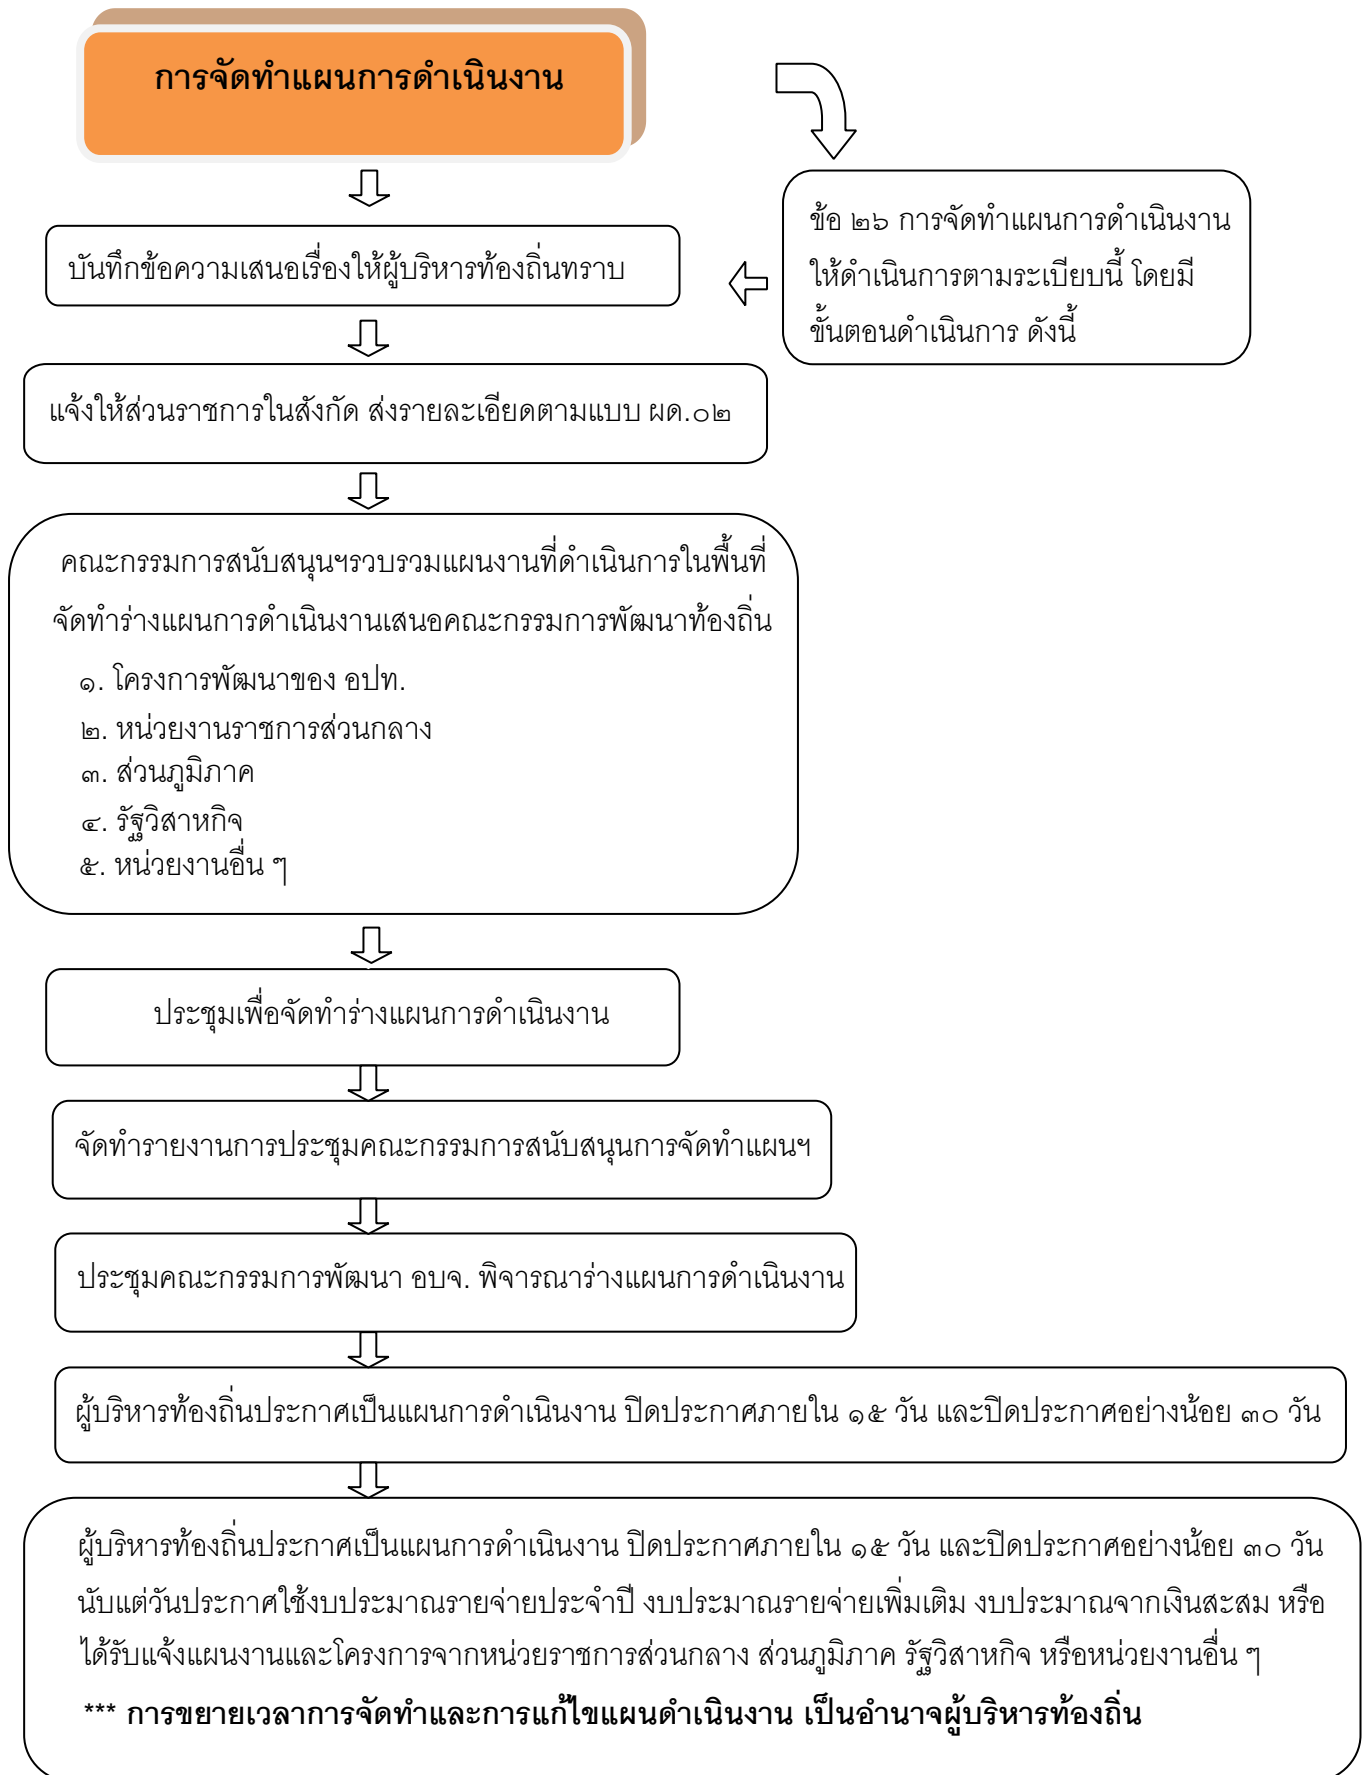 การจัดทำแผนการดำเนินงาน
ข้อ ๒๖ การจัดทำแผนการดำเนินงาน
ให้ดำเนินการตามระเบียบนี้ โดยมี
ขั้นตอนดำเนินการ ดังนี้
บันทึกข้อความเสนอเรื่องให้ผู้บริหารท้องถิ่นทราบ
แจ้งให้ส่วนราชการในสังกัด ส่งรายละเอียดตามแบบ ผด.๐๒
คณะกรรมการสนับสนุนฯรวบรวมแผนงานที่ดำเนินการในพื้นที่
จัดทำร่างแผนการดำเนินงานเสนอคณะกรรมการพัฒนาท้องถิ่น
๑. โครงการพัฒนาของ อปท.
๒. หน่วยงานราชการส่วนกลาง
๓. ส่วนภูมิภาค
๔. รัฐวิสาหกิจ
๕. หน่วยงานอื่น ๆ
ประชุมเพื่อจัดทำร่างแผนการดำเนินงาน
จัดทำรายงานการประชุมคณะกรรมการสนับสนุนการจัดทำแผนฯ
ประชุมคณะกรรมการพัฒนา อบจ. พิจารณาร่างแผนการดำเนินงาน
ผู้บริหารท้องถิ่นประกาศเป็นแผนการดำเนินงาน ปิดประกาศภายใน ๑๕ วัน และปิดประกาศอย่างน้อย ๓๐ วัน
ผู้บริหารท้องถิ่นประกาศเป็นแผนการดำเนินงาน ปิดประกาศภายใน ๑๕ วัน และปิดประกาศอย่างน้อย ๓๐ วัน
นับแต่วันประกาศใช้งบประมาณรายจ่ายประจำปี งบประมาณรายจ่ายเพิ่มเติม งบประมาณจากเงินสะสม หรือ
ได้รับแจ้งแผนงานและโครงการจากหน่วยราชการส่วนกลาง ส่วนภูมิภาค รัฐวิสาหกิจ หรือหน่วยงานอื่น ๆ
*** การขยายเวลาการจัดทำและการแก้ไขแผนดำเนินงาน เป็นอำนาจผู้บริหารท้องถิ่น